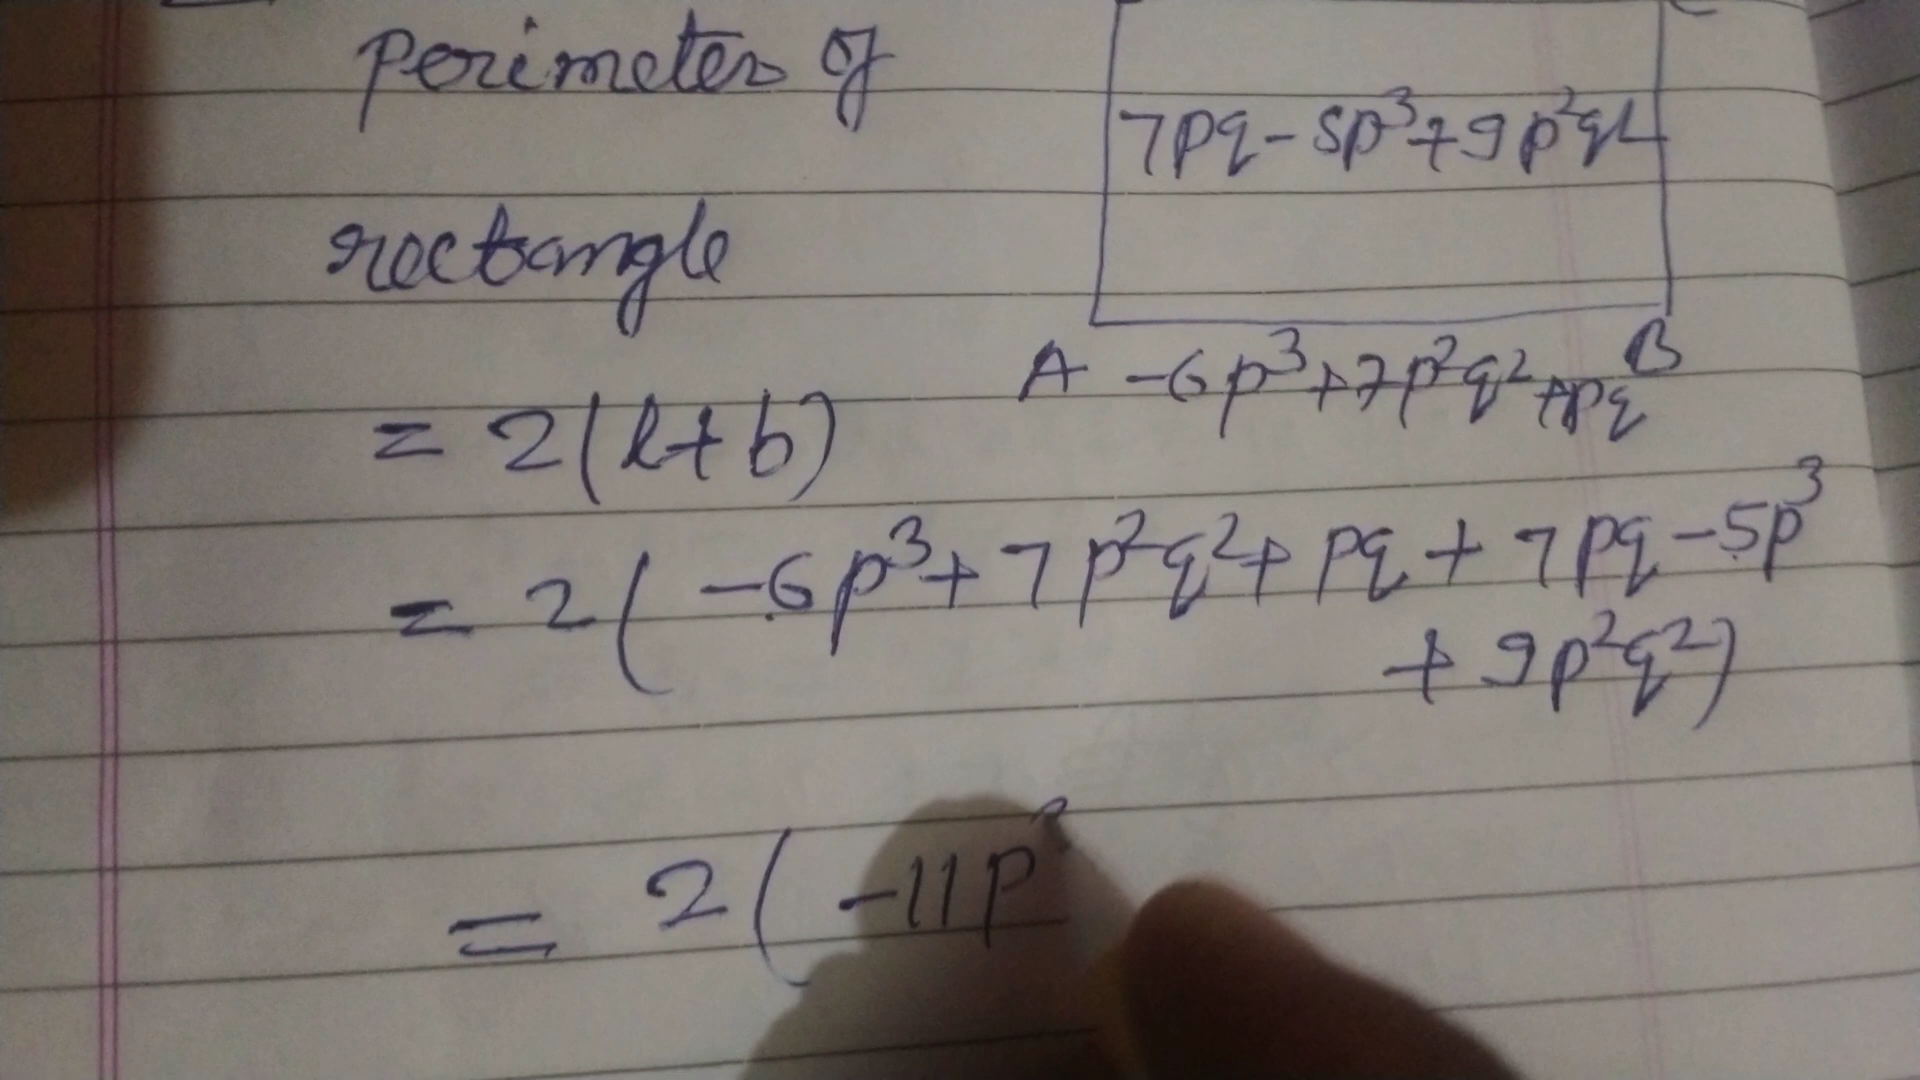 perimeter of
7pq - 5p³ + 9p²q²
rectangle
A -6p³ + 7p²q² + pq B
= 2(l+b)
= 2(-6p³ + 7p²q² + pq + 7pq - 5p³
+ 9p²q²)
= 2(-11p